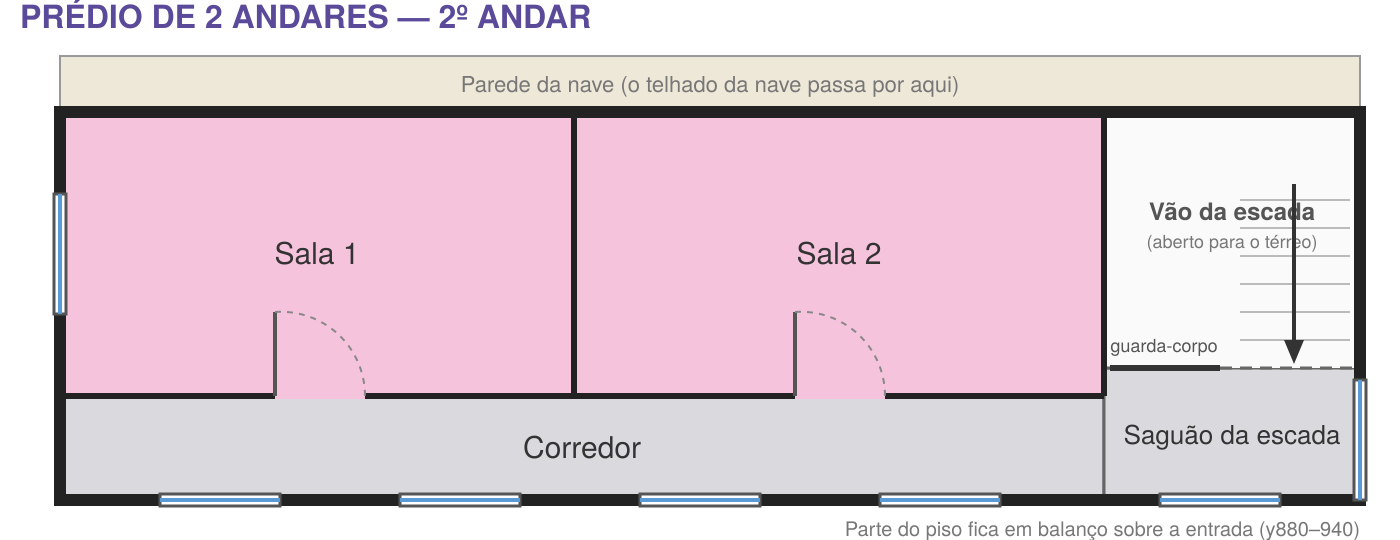 PRÉDIO DE 2 ANDARES — 2º ANDAR
Parede da nave (o telhado da nave passa por aqui)
Vão da escada
(aberto para o térreo)
Sala 1
Sala 2
guarda-corpo
Corredor
Saguão da escada
Parte do piso fica em balanço sobre a entrada (y880–940)